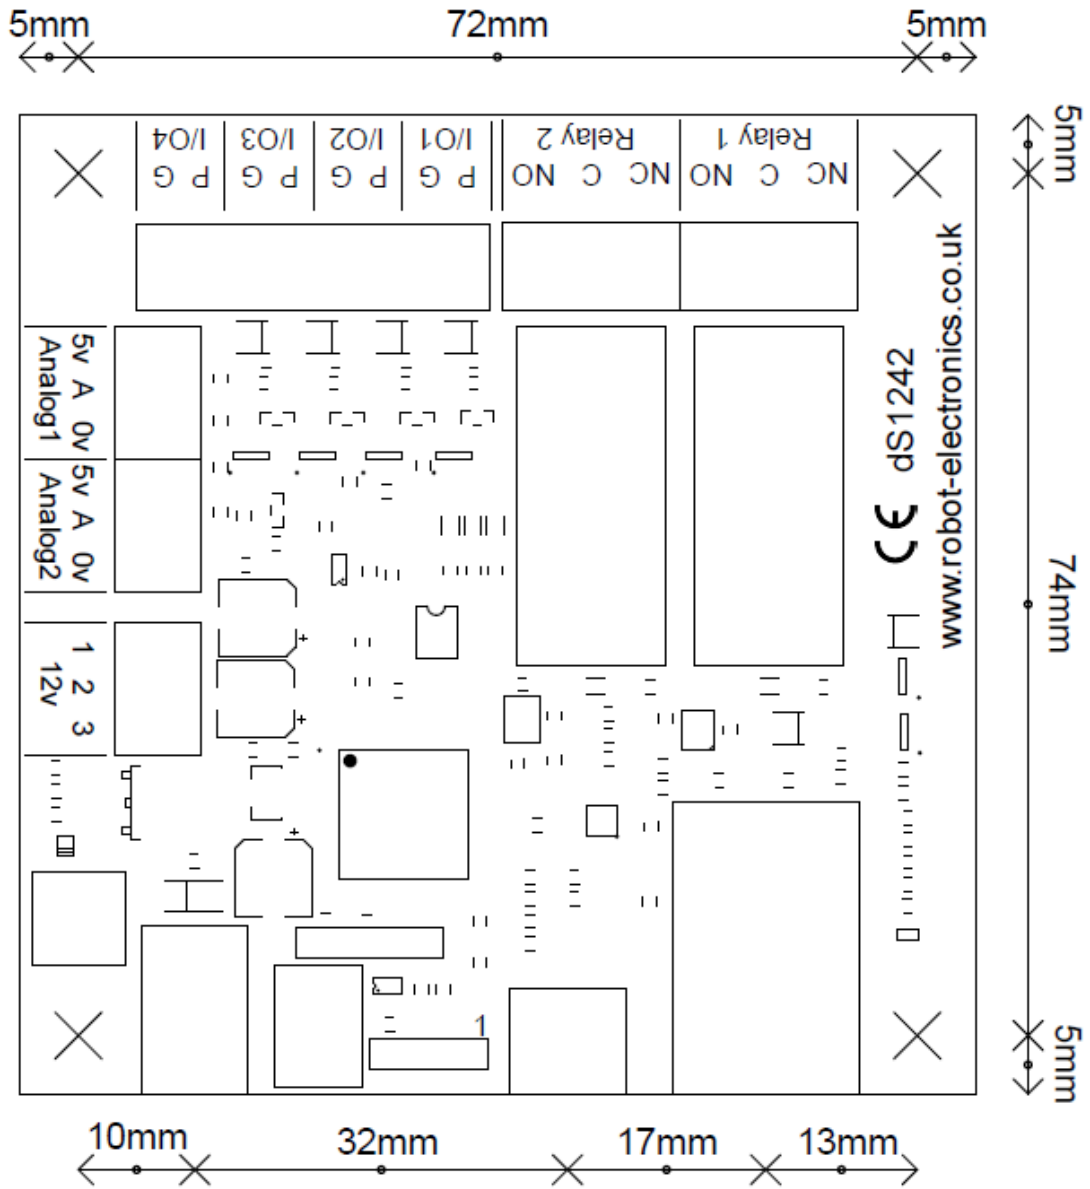 5mm 72mm 5mm
I/O4 I/O3 I/O2 I/O1 Relay 2 Relay 1
G P G P G P G P NO C NC NO C NC
5mm
5v A 0v
Analog1
5v A 0v
Analog2
1 2 3
12v
dS1242
CE
www.robot-electronics.co.uk
74mm
+
+
+
1
5mm
10mm 32mm 17mm 13mm